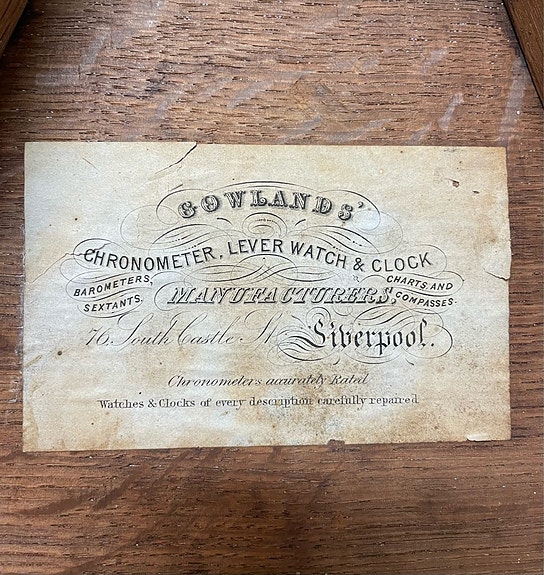 GOWLANDS'
CHRONOMETER, LEVER WATCH & CLOCK
BAROMETERS,
SEXTANTS,
MANUFACTURERS,
CHARTS AND
COMPASSES.
76, South Castle St Liverpool.
Chronometers accurately Rated
Watches & Clocks of every description carefully repaired